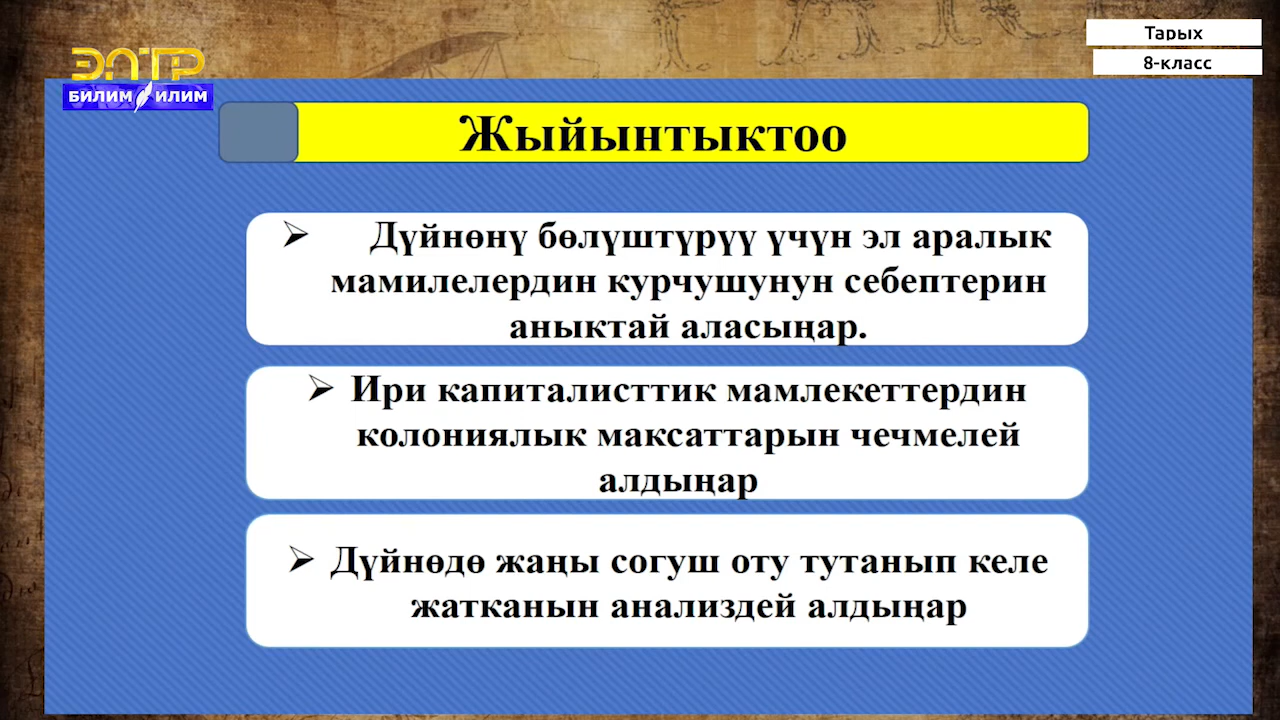 Тарых
8-класс
ЭЛТР
БИЛИМ ИЛИМ
Жыйынтыктоо
➢ Дүйнөнү бөлүштүрүү үчүн эл аралык
мамилелердин курчушунун себептерин
аныктай аласыңар.
➢ Ири капиталисттик мамлекеттердин
колониялык максаттарын чечмелей
алдыңар
➢ Дүйнөдө жаңы согуш оту тутанып келе
жатканын анализдей алдыңар